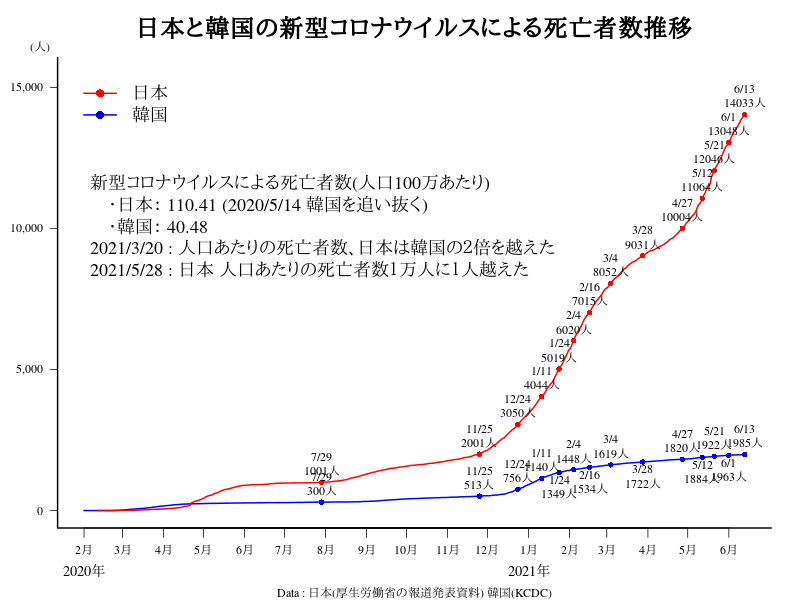 日本と韓国の新型コロナウイルスによる死亡者数推移
(人)
15,000
10,000
5,000
0
日本
韓国
新型コロナウイルスによる死亡者数(人口100万あたり)
・日本: 110.41 (2020/5/14 韓国を追い抜く)
・韓国: 40.48
2021/3/20 : 人口あたりの死亡者数、日本は韓国の2倍を越えた
2021/5/28 : 日本 人口あたりの死亡者数1万人に1人越えた
7/29
1001人
11/25
2001人
12/24
3050人
1/11
4044人
1/24
5019人
2/4
6020人
2/16
7015人
3/4
8052人
3/28
9031人
4/27
10004人
5/12
11064人
5/21
12046人
6/1
13048人
6/13
14033人
7/29
300人
11/25
513人
12/24
756人
1/11
1140人
1/24
1349人
2/4
1448人
2/16
1534人
3/4
1619人
3/28
1722人
4/27
1820人
5/12
1884人
5/21
1922人
6/1
1963人
6/13
1985人
2月 3月 4月 5月 6月 7月 8月 9月 10月 11月 12月 1月 2月 3月 4月 5月 6月
2020年 2021年
Data : 日本(厚生労働省の報道発表資料) 韓国(KCDC)